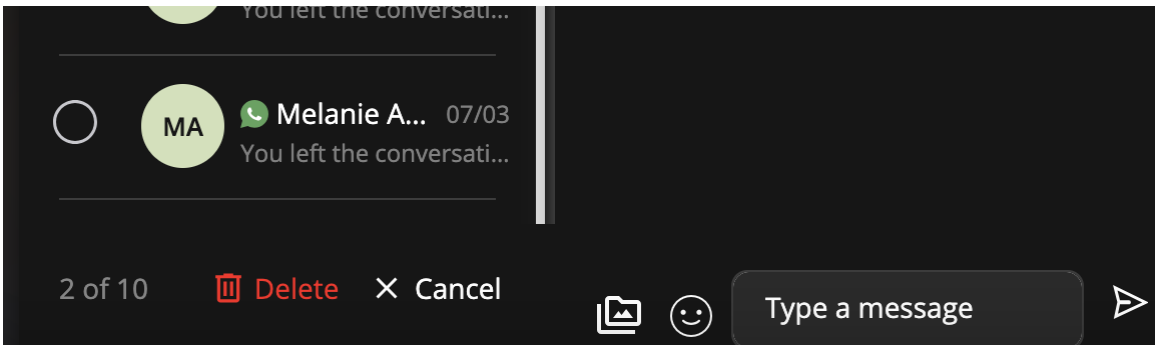 You left the conversati...
MA
Melanie A... 07/03
You left the conversati...
2 of 10 Delete Cancel
Type a message